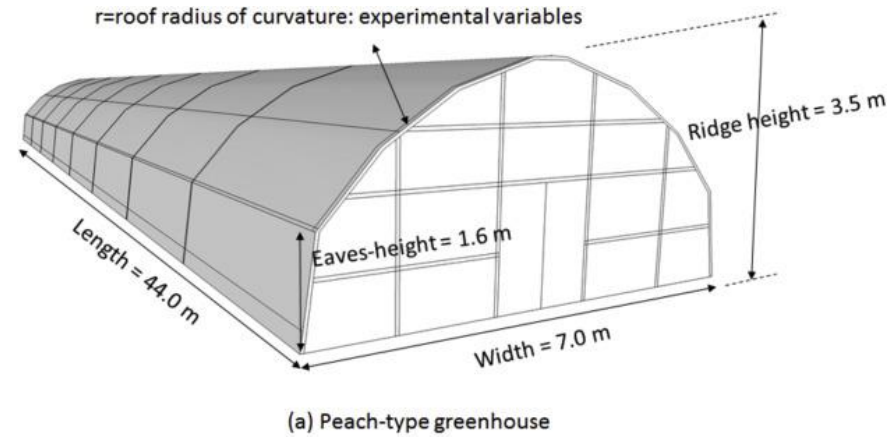 r=roof radius of curvature: experimental variables
Ridge height = 3.5 m
Eaves-height = 1.6 m
Length = 44.0 m
Width = 7.0 m
(a) Peach-type greenhouse